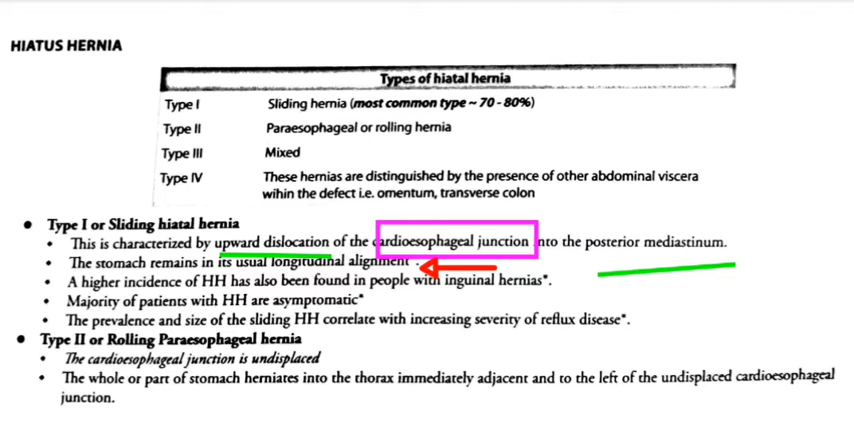 HIATUS HERNIA
Types of hiatal hernia
Type I Sliding hernia (most common type ~ 70 - 80%)
Type II Paraesophageal or rolling hernia
Type III Mixed
Type IV These hernias are distinguished by the presence of other abdominal viscera
wihin the defect i.e. omentum, transverse colon
● Type I or Sliding hiatal hernia
• This is characterized by upward dislocation of the cardioesophageal junction into the posterior mediastinum.
• The stomach remains in its usual longitudinal alignment .
• A higher incidence of HH has also been found in people with inguinal hernias*.
• Majority of patients with HH are asymptomatic*
• The prevalence and size of the sliding HH correlate with increasing severity of reflux disease*.
● Type II or Rolling Paraesophageal hernia
• The cardioesophageal junction is undisplaced
• The whole or part of stomach herniates into the thorax immediately adjacent and to the left of the undisplaced cardioesophageal
junction.